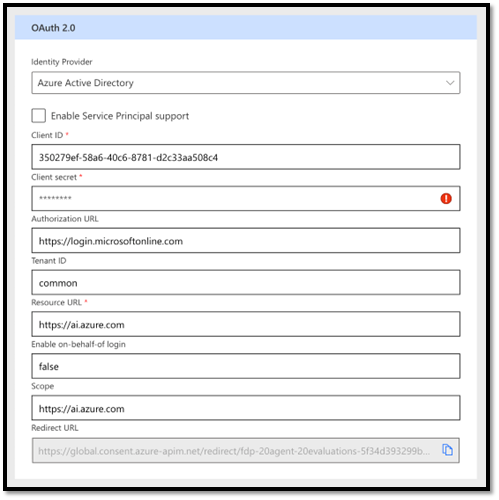 OAuth 2.0
Identity Provider
Azure Active Directory
Enable Service Principal support
Client ID *
350279ef-58a6-40c6-8781-d2c33aa508c4
Client secret *
********
Authorization URL
https://login.microsoftonline.com
Tenant ID
common
Resource URL *
https://ai.azure.com
Enable on-behalf-of login
false
Scope
https://ai.azure.com
Redirect URL
https://global.consent.azure-apim.net/redirect/fdp-20agent-20evaluations-5f34d393299b...